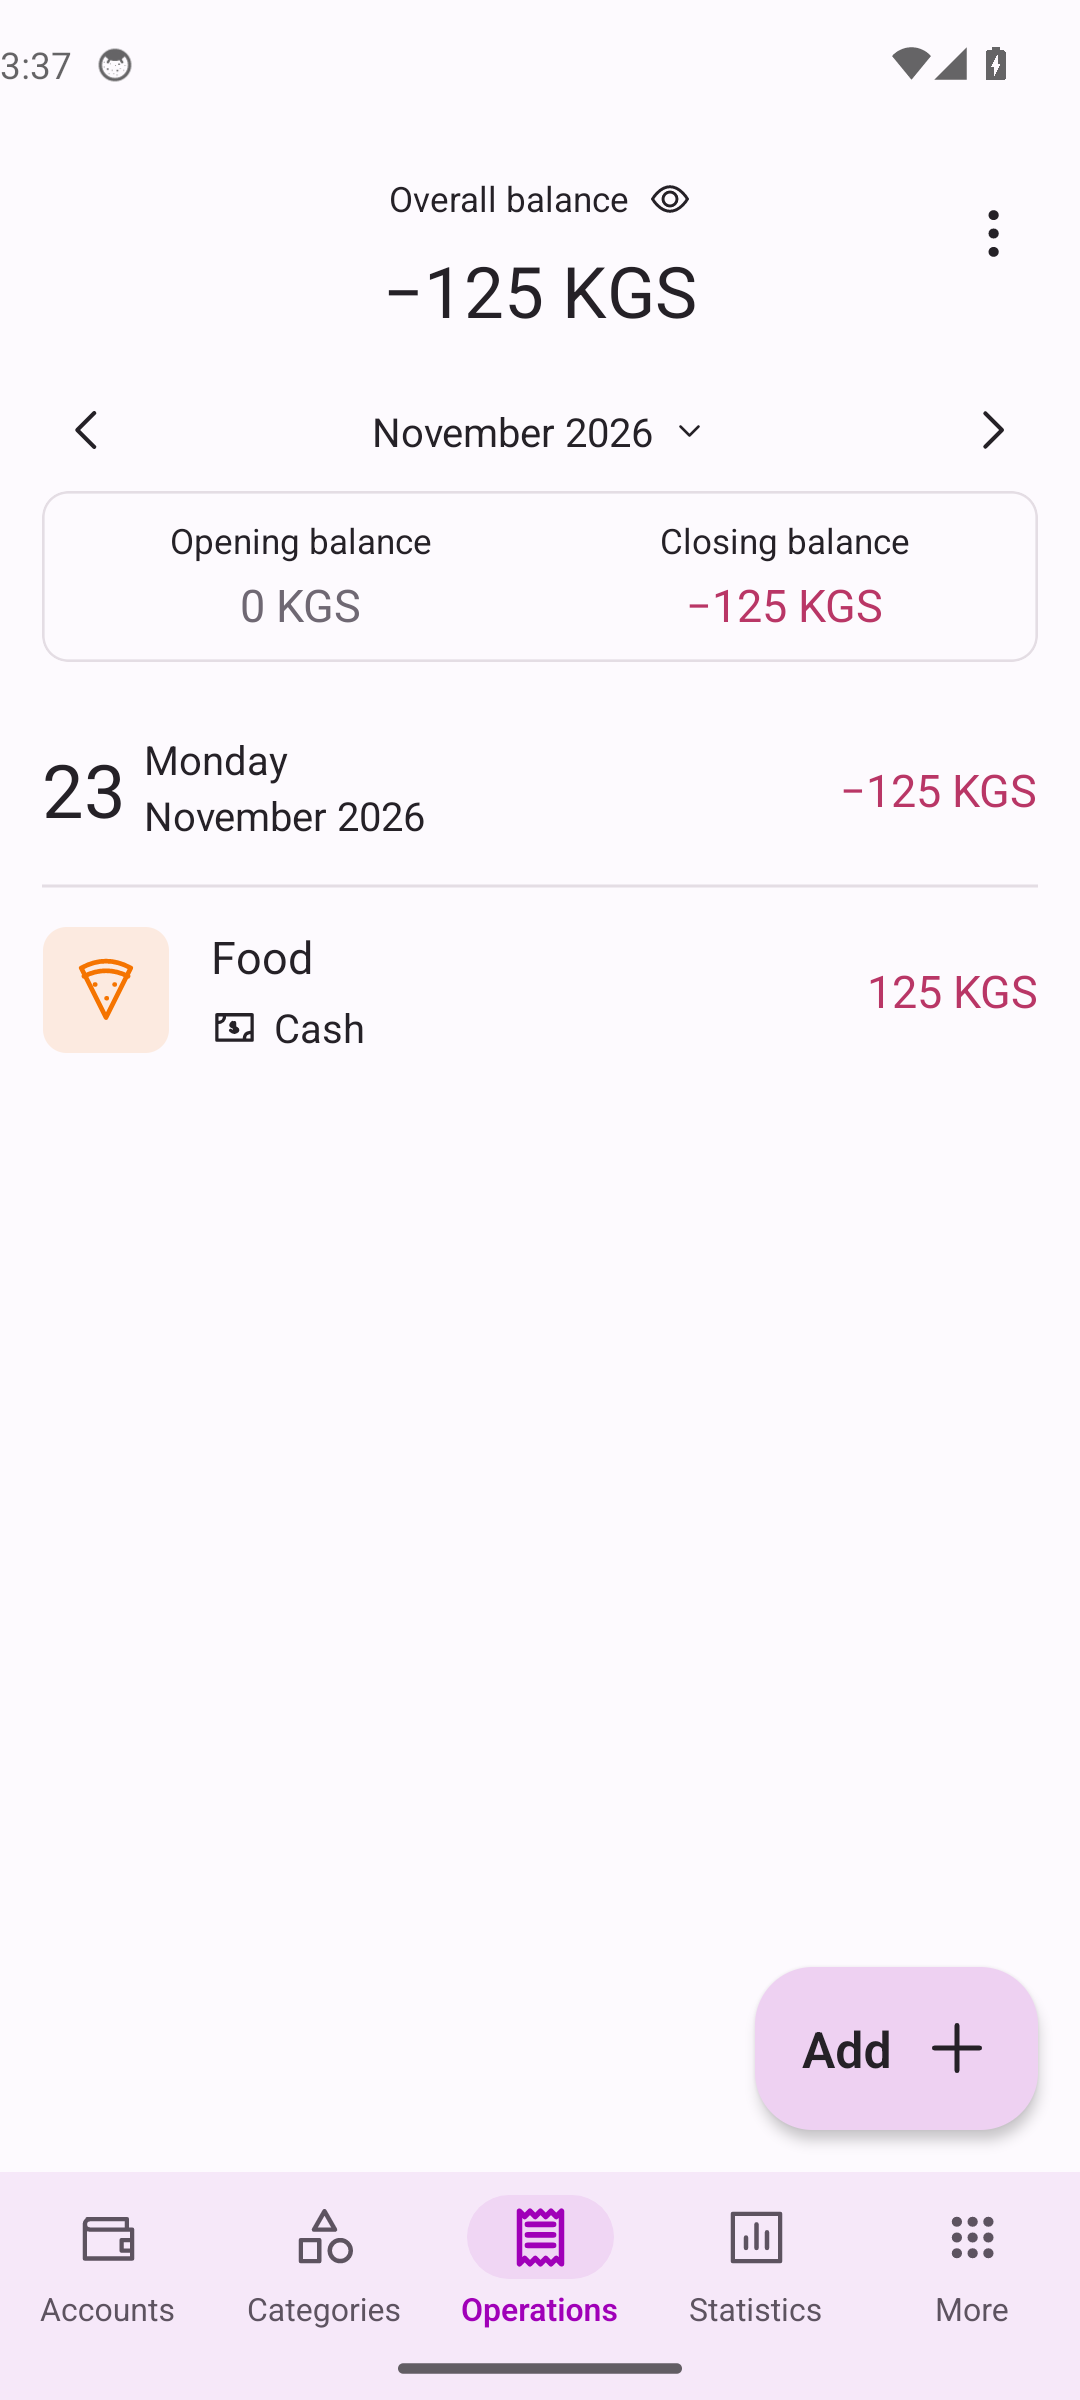 3:37
Overall balance
−125 KGS
November 2026
Opening balance
Closing balance
0 KGS
−125 KGS
23
Monday
November 2026
−125 KGS
Food
Cash
125 KGS
Add
Accounts
Categories
Operations
Statistics
More